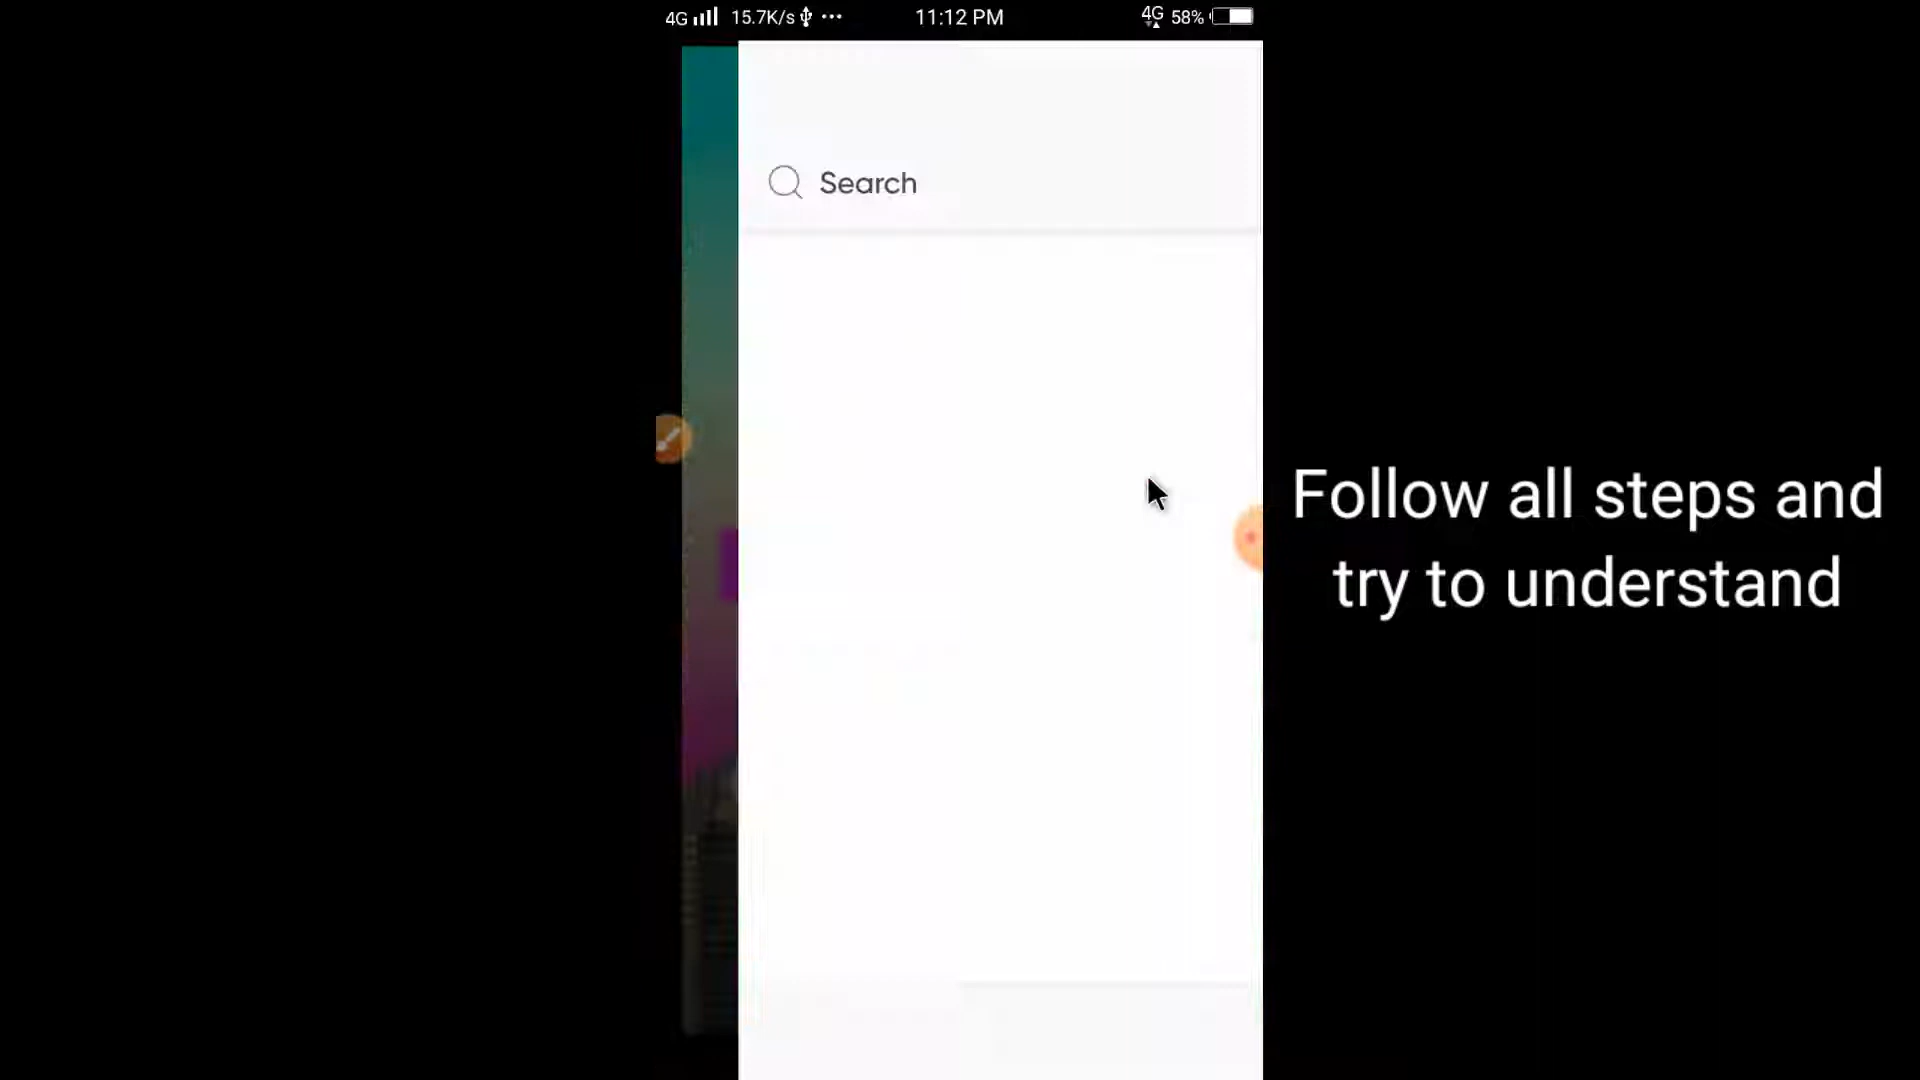 4G 15.7K/s ... 11:12 PM 4G 58%
Search
Follow all steps and
try to understand